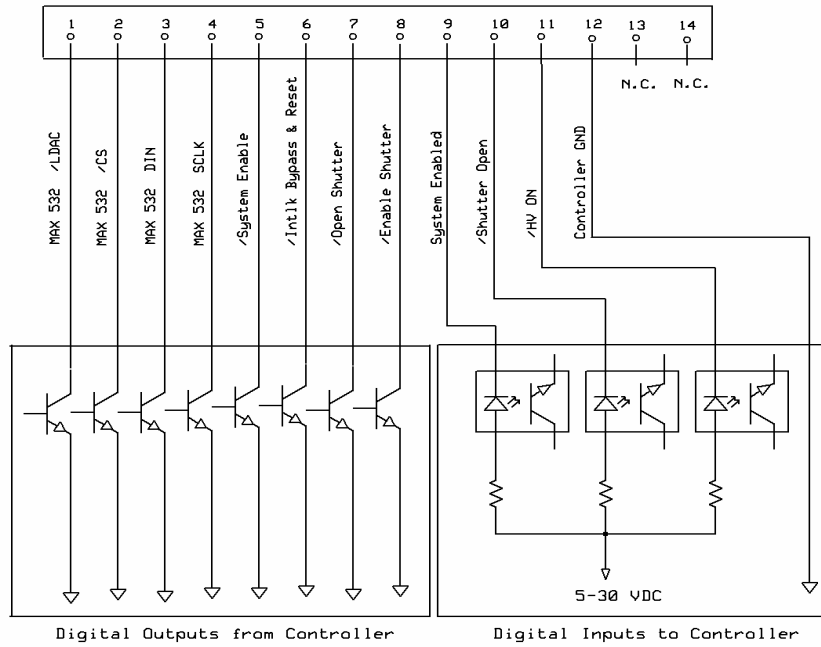 1 2 3 4 5 6 7 8 9 10 11 12 13 14
N.C. N.C.
MAX 532 /LDAC
MAX 532 /CS
MAX 532 DIN
MAX 532 SCLK
/System Enable
/Intlk Bypass & Reset
/Open Shutter
/Enable Shutter
System Enabled
/Shutter Open
/HV ON
Controller GND
5-30 VDC
Digital Outputs from Controller
Digital Inputs to Controller